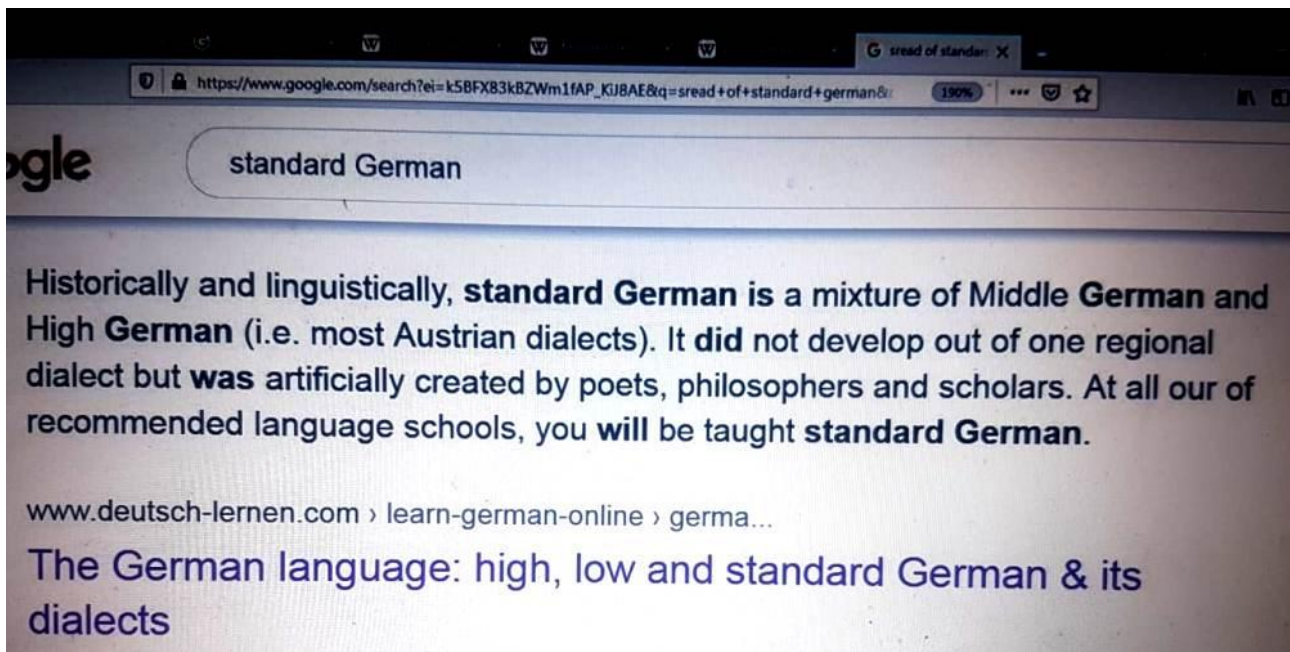 G sread of standar:
https://www.google.com/search?ei=k5BFXB3kBZWm1fAP_KiJ8AE&q=sread+of+standard+german&
190%
ogle
standard German
Historically and linguistically, standard German is a mixture of Middle German and
High German (i.e. most Austrian dialects). It did not develop out of one regional
dialect but was artificially created by poets, philosophers and scholars. At all our of
recommended language schools, you will be taught standard German.
www.deutsch-lernen.com › learn-german-online › germa...
The German language: high, low and standard German & its
dialects